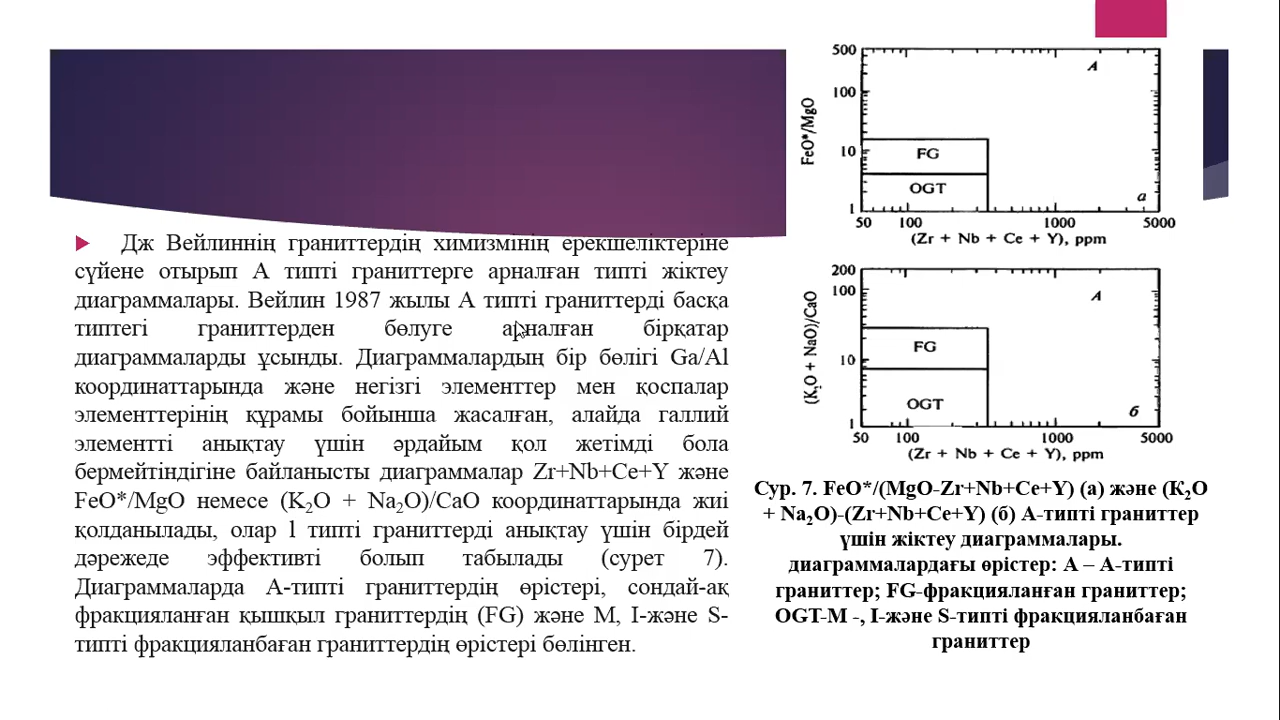 Дж Вейлиннің граниттердің химизмінің ерекшеліктеріне
сүйене отырып А типті граниттерге арналған типті жіктеу
диаграммалары. Вейлин 1987 жылы А типті граниттерді басқа
типтегі граниттерден бөлуге арналған бірқатар
диаграммаларды ұсынды. Диаграммалардың бір бөлігі Ga/Al
координаттарында және негізгі элементтер мен қоспалар
элементтерінің құрамы бойынша жасалған, алайда галлий
элементті анықтау үшін әрдайым қол жетімді бола
бермейтіндігіне байланысты диаграммалар Zr+Nb+Ce+Y және
FeO*/MgO немесе (K₂O + Na₂O)/CaO координаттарында жиі
қолданылады, олар l типті граниттерді анықтау үшін бірдей
дәрежеде эффективті болып табылады (сурет 7).
Диаграммаларда А-типті граниттердің өрістері, сондай-ақ
фракцияланған қышқыл граниттердің (FG) және М, І-және S-
типті фракцияланбаған граниттердің өрістері бөлінген.
FeO*/MgO
500
100
10
1
A
FG
OGT
а
50 100 1000 5000
(Zr + Nb + Ce + Y), ppm
(K₂O + NaO)/CaO
200
100
10
1
A
FG
OGT
б
50 100 1000 5000
(Zr + Nb + Ce + Y), ppm
Сур. 7. FeO*/(MgO-Zr+Nb+Ce+Y) (а) және (К₂О
+ Na₂O)-(Zr+Nb+Ce+Y) (б) А-типті граниттер
үшін жіктеу диаграммалары.
диаграммалардағы өрістер: А – А-типті
граниттер; FG-фракцияланған граниттер;
OGT-M -, І-және S-типті фракцияланбаған
граниттер